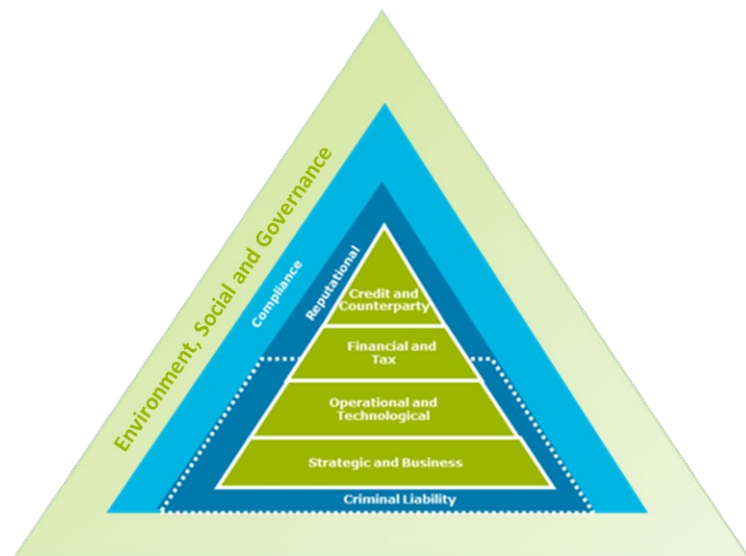 Environment, Social and Governance
Compliance
Reputational
Credit and
Counterparty
Financial and
Tax
Operational and
Technological
Strategic and Business
Criminal Liability